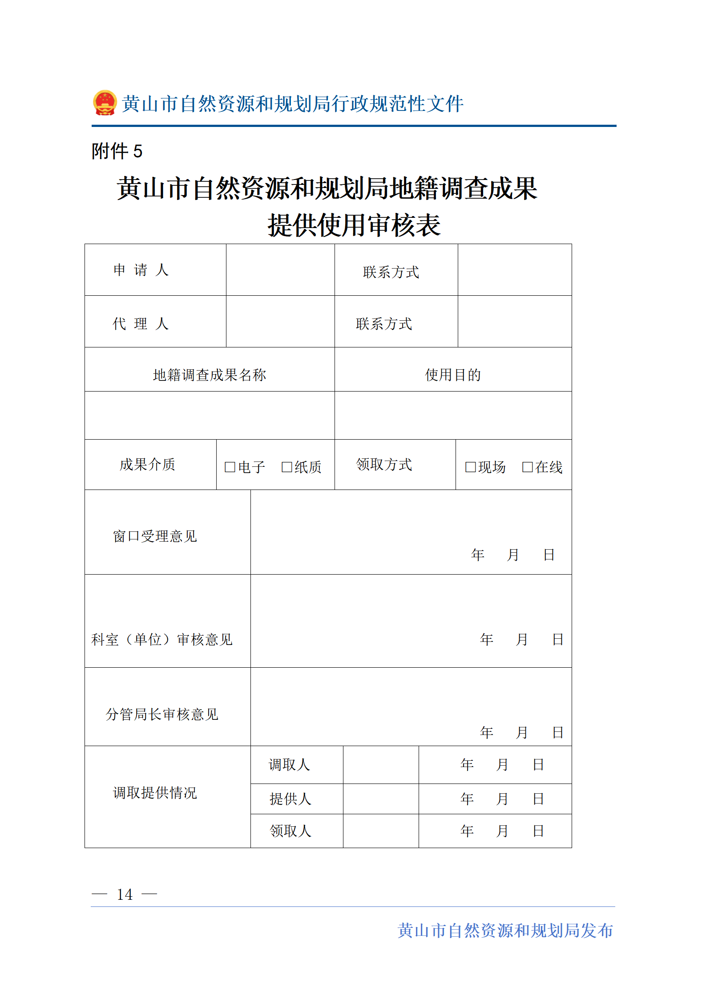 黄山市自然资源和规划局行政规范性文件
附件 5
黄山市自然资源和规划局地籍调查成果
提供使用审核表
申 请 人 联系方式
代 理 人 联系方式
地籍调查成果名称 使用目的
成果介质 □电子 □纸质 领取方式 □现场 □在线
窗口受理意见
年 月 日
科室（单位）审核意见 年 月 日
分管局长审核意见
年 月 日
调取提供情况
调取人 年 月 日
提供人 年 月 日
领取人 年 月 日
— 14 —
黄山市自然资源和规划局发布